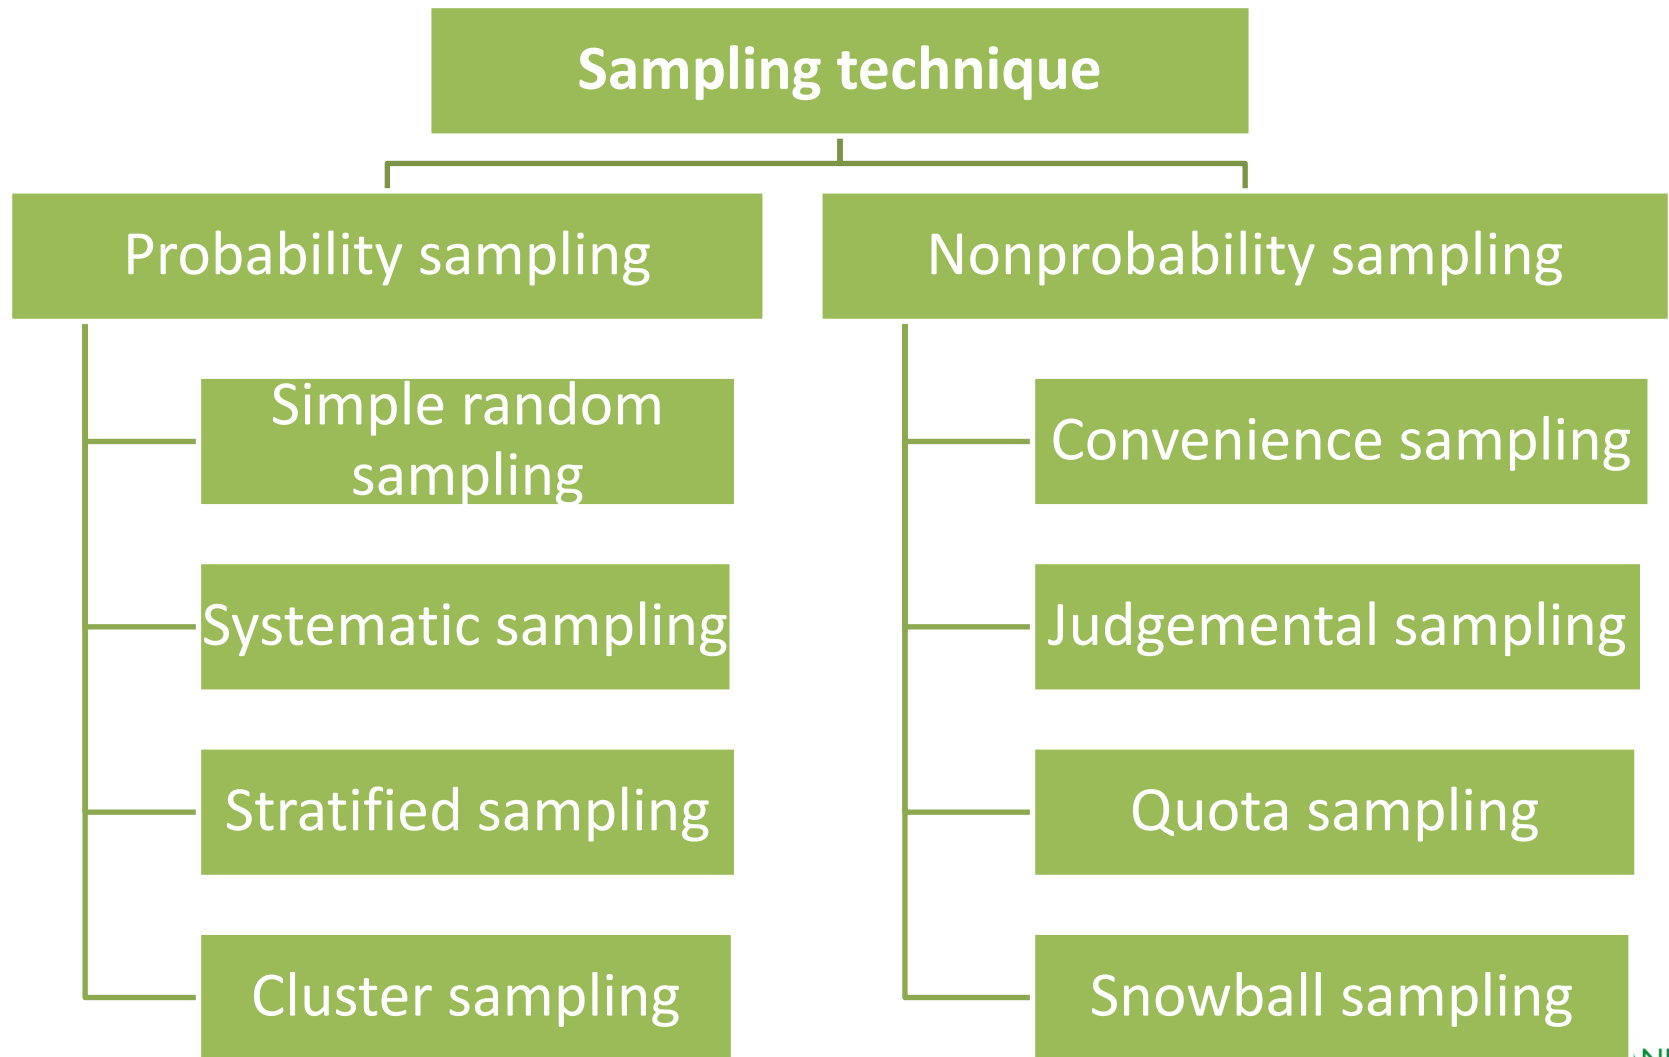 Sampling technique
Probability sampling
Simple random
sampling
Systematic sampling
Stratified sampling
Cluster sampling
Nonprobability sampling
Convenience sampling
Judgemental sampling
Quota sampling
Snowball sampling